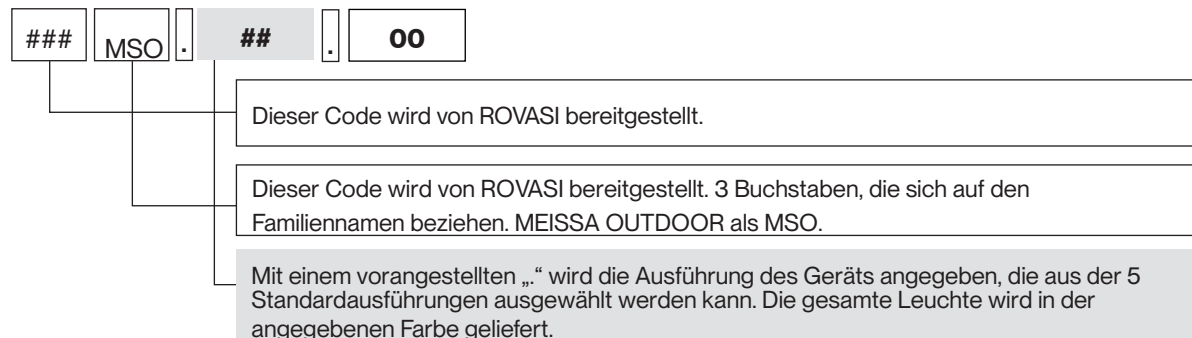 ### MSO . ## . 00
Dieser Code wird von ROVASI bereitgestellt.
Dieser Code wird von ROVASI bereitgestellt. 3 Buchstaben, die sich auf den
Familiennamen beziehen. MEISSA OUTDOOR als MSO.
Mit einem vorangestellten „.“ wird die Ausführung des Geräts angegeben, die aus der 5
Standardausführungen ausgewählt werden kann. Die gesamte Leuchte wird in der
angegebenen Farbe geliefert.